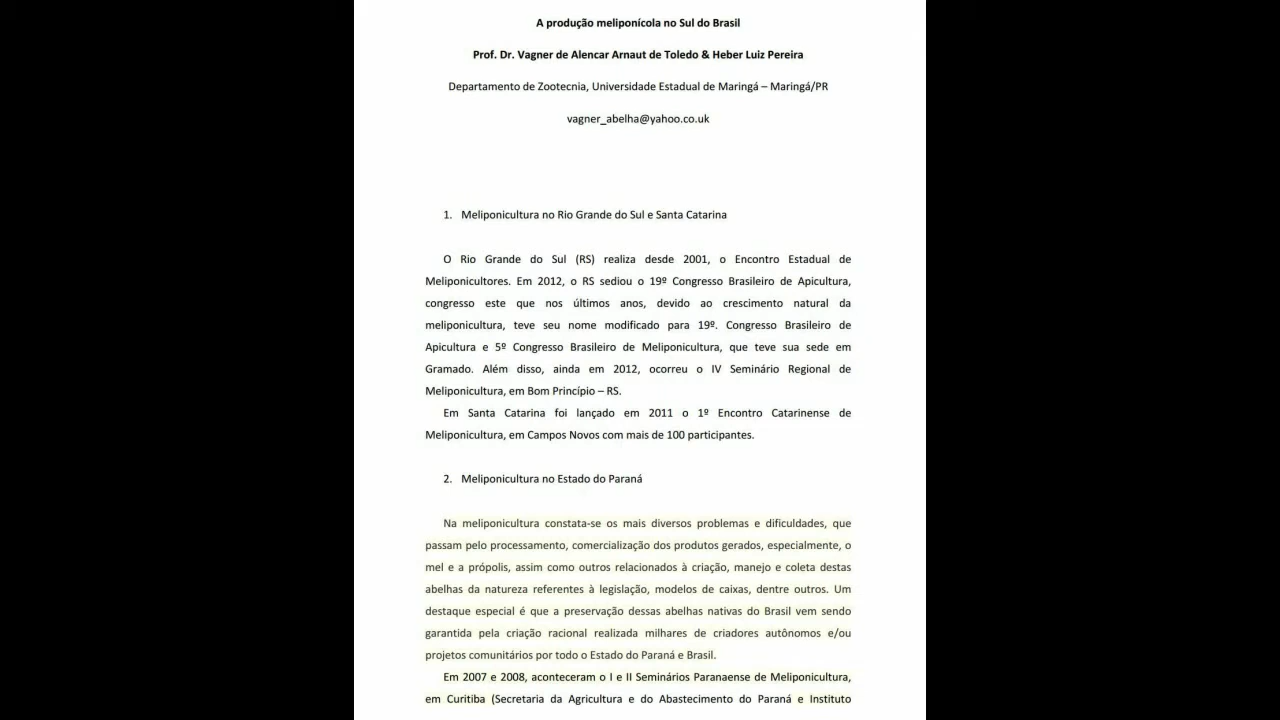 A produção meliponícola no Sul do Brasil
Prof. Dr. Vagner de Alencar Arnaut de Toledo & Heber Luiz Pereira
Departamento de Zootecnia, Universidade Estadual de Maringá – Maringá/PR
vagner_abelha@yahoo.co.uk
1. Meliponicultura no Rio Grande do Sul e Santa Catarina
O Rio Grande do Sul (RS) realiza desde 2001, o Encontro Estadual de
Meliponicultores. Em 2012, o RS sediou o 19º Congresso Brasileiro de Apicultura,
congresso este que nos últimos anos, devido ao crescimento natural da
meliponicultura, teve seu nome modificado para 19º. Congresso Brasileiro de
Apicultura e 5º Congresso Brasileiro de Meliponicultura, que teve sua sede em
Gramado. Além disso, ainda em 2012, ocorreu o IV Seminário Regional de
Meliponicultura, em Bom Princípio – RS.
Em Santa Catarina foi lançado em 2011 o 1º Encontro Catarinense de
Meliponicultura, em Campos Novos com mais de 100 participantes.
2. Meliponicultura no Estado do Paraná
Na meliponicultura constata-se os mais diversos problemas e dificuldades, que
passam pelo processamento, comercialização dos produtos gerados, especialmente, o
mel e a própolis, assim como outros relacionados à criação, manejo e coleta destas
abelhas da natureza referentes à legislação, modelos de caixas, dentre outros. Um
destaque especial é que a preservação dessas abelhas nativas do Brasil vem sendo
garantida pela criação racional realizada milhares de criadores autônomos e/ou
projetos comunitários por todo o Estado do Paraná e Brasil.
Em 2007 e 2008, aconteceram o I e II Seminários Paranaense de Meliponicultura,
em Curitiba (Secretaria da Agricultura e do Abastecimento do Paraná e Instituto